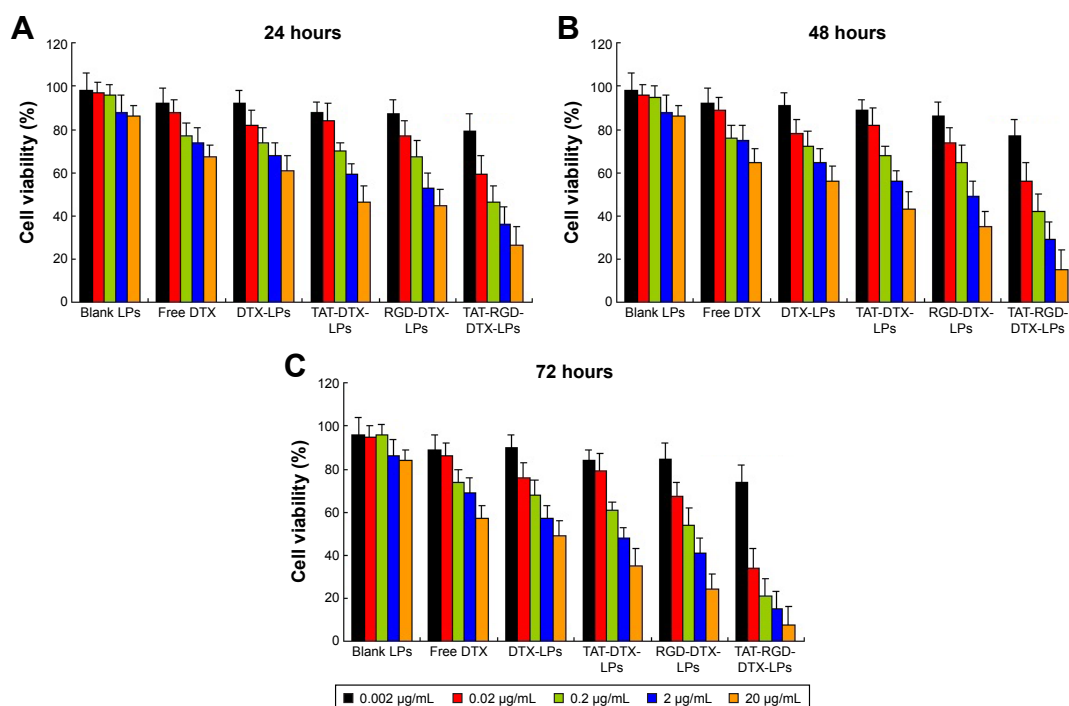 A
24 hours
Cell viability (%)
120
100
80
60
40
20
0
Blank LPs
Free DTX
DTX-LPs
TAT-DTX-
LPs
RGD-DTX-
LPs
TAT-RGD-
DTX-LPs
B
48 hours
Cell viability (%)
120
100
80
60
40
20
0
Blank LPs
Free DTX
DTX-LPs
TAT-DTX-
LPs
RGD-DTX-
LPs
TAT-RGD-
DTX-LPs
C
72 hours
Cell viability (%)
120
100
80
60
40
20
0
Blank LPs
Free DTX
DTX-LPs
TAT-DTX-
LPs
RGD-DTX-
LPs
TAT-RGD-
DTX-LPs
0.002 µg/mL 0.02 µg/mL 0.2 µg/mL 2 µg/mL 20 µg/mL